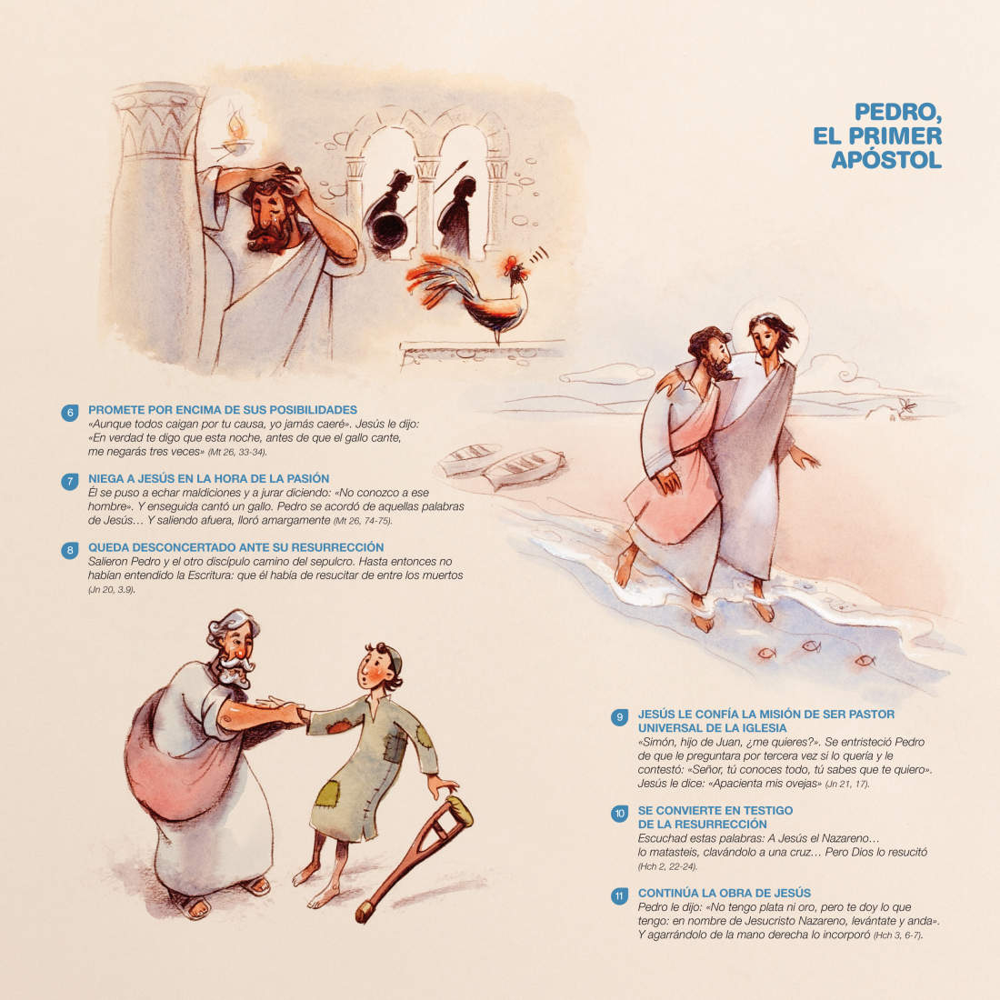 PEDRO,
EL PRIMER
APÓSTOL
6 PROMETE POR ENCIMA DE SUS POSIBILIDADES
«Aunque todos caigan por tu causa, yo jamás caeré». Jesús le dijo:
«En verdad te digo que esta noche, antes de que el gallo cante,
me negarás tres veces» (Mt 26, 33-34).
7 NIEGA A JESÚS EN LA HORA DE LA PASIÓN
Él se puso a echar maldiciones y a jurar diciendo: «No conozco a ese
hombre». Y enseguida cantó un gallo. Pedro se acordó de aquellas palabras
de Jesús... Y saliendo afuera, lloró amargamente (Mt 26, 74-75).
8 QUEDA DESCONCERTADO ANTE SU RESURRECCIÓN
Salieron Pedro y el otro discípulo camino del sepulcro. Hasta entonces no
habían entendido la Escritura: que él había de resucitar de entre los muertos
(Jn 20, 3.9).
9 JESÚS LE CONFÍA LA MISIÓN DE SER PASTOR
UNIVERSAL DE LA IGLESIA
«Simón, hijo de Juan, ¿me quieres?». Se entristeció Pedro
de que le preguntara por tercera vez si lo quería y le
contestó: «Señor, tú conoces todo, tú sabes que te quiero».
Jesús le dice: «Apacienta mis ovejas» (Jn 21, 17).
10 SE CONVIERTE EN TESTIGO
DE LA RESURRECCIÓN
Escuchad estas palabras: A Jesús el Nazareno...
lo matasteis, clavándolo a una cruz... Pero Dios lo resucitó
(Hch 2, 22-24).
11 CONTINÚA LA OBRA DE JESÚS
Pedro le dijo: «No tengo plata ni oro, pero te doy lo que
tengo: en nombre de Jesucristo Nazareno, levántate y anda».
Y agarrándolo de la mano derecha lo incorporó (Hch 3, 6-7).